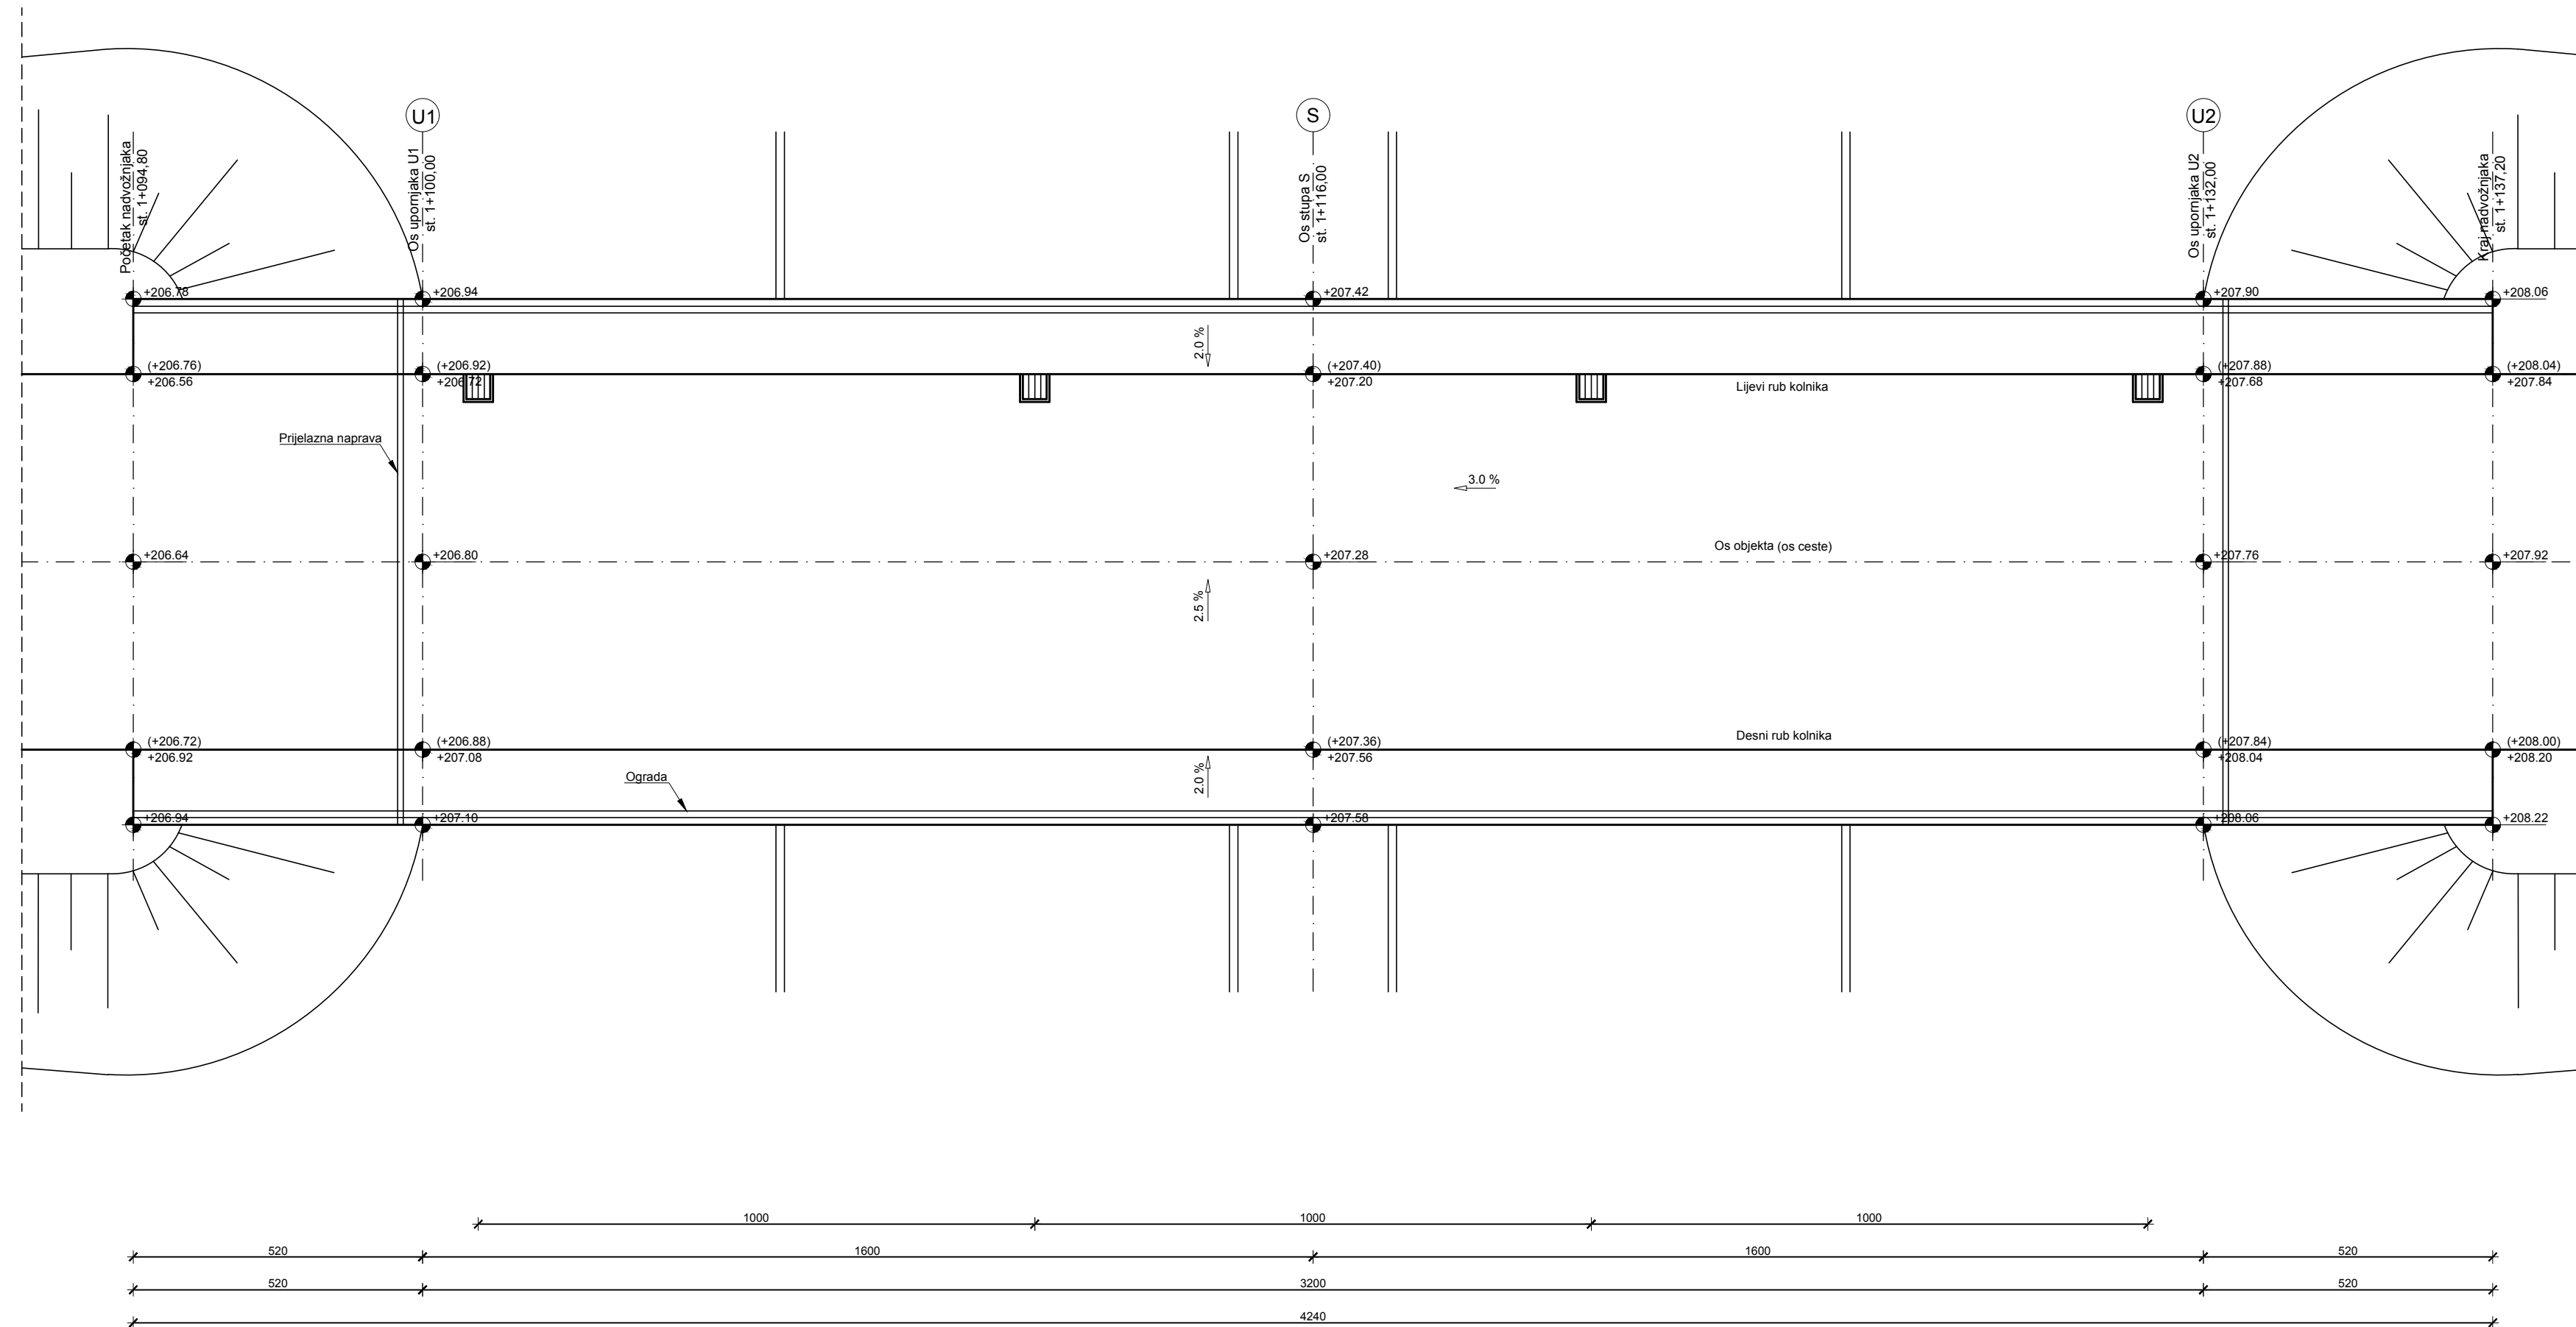 U1
S
U2
Početak nadvožnjaka
st. 1+094,80
Os upornjaka U1
st. 1+100,00
Os stupa S
st. 1+116,00
Os upornjaka U2
st. 1+132,00
Kraj nadvožnjaka
st. 1+137,20
+206.78
+206.94
+207.42
+207.90
+208.06
2.0 %
(+206.76)
(+206.92)
(+207.40)
(+207.88)
(+208.04)
+206.56
+206.72
+207.20
Lijevi rub kolnika
+207.68
+207.84
Prijelazna naprava
3.0 %
Os objekta (os ceste)
+206.64
+206.80
+207.28
+207.76
+207.92
2.5 %
Desni rub kolnika
(+206.72)
(+206.88)
(+207.36)
(+207.84)
(+208.00)
+206.92
+207.08
+207.56
+208.04
+208.20
2.0 %
Ograda
+206.94
+207.10
+207.58
+208.06
+208.22
1000
1000
1000
520
1600
1600
520
520
3200
520
4240